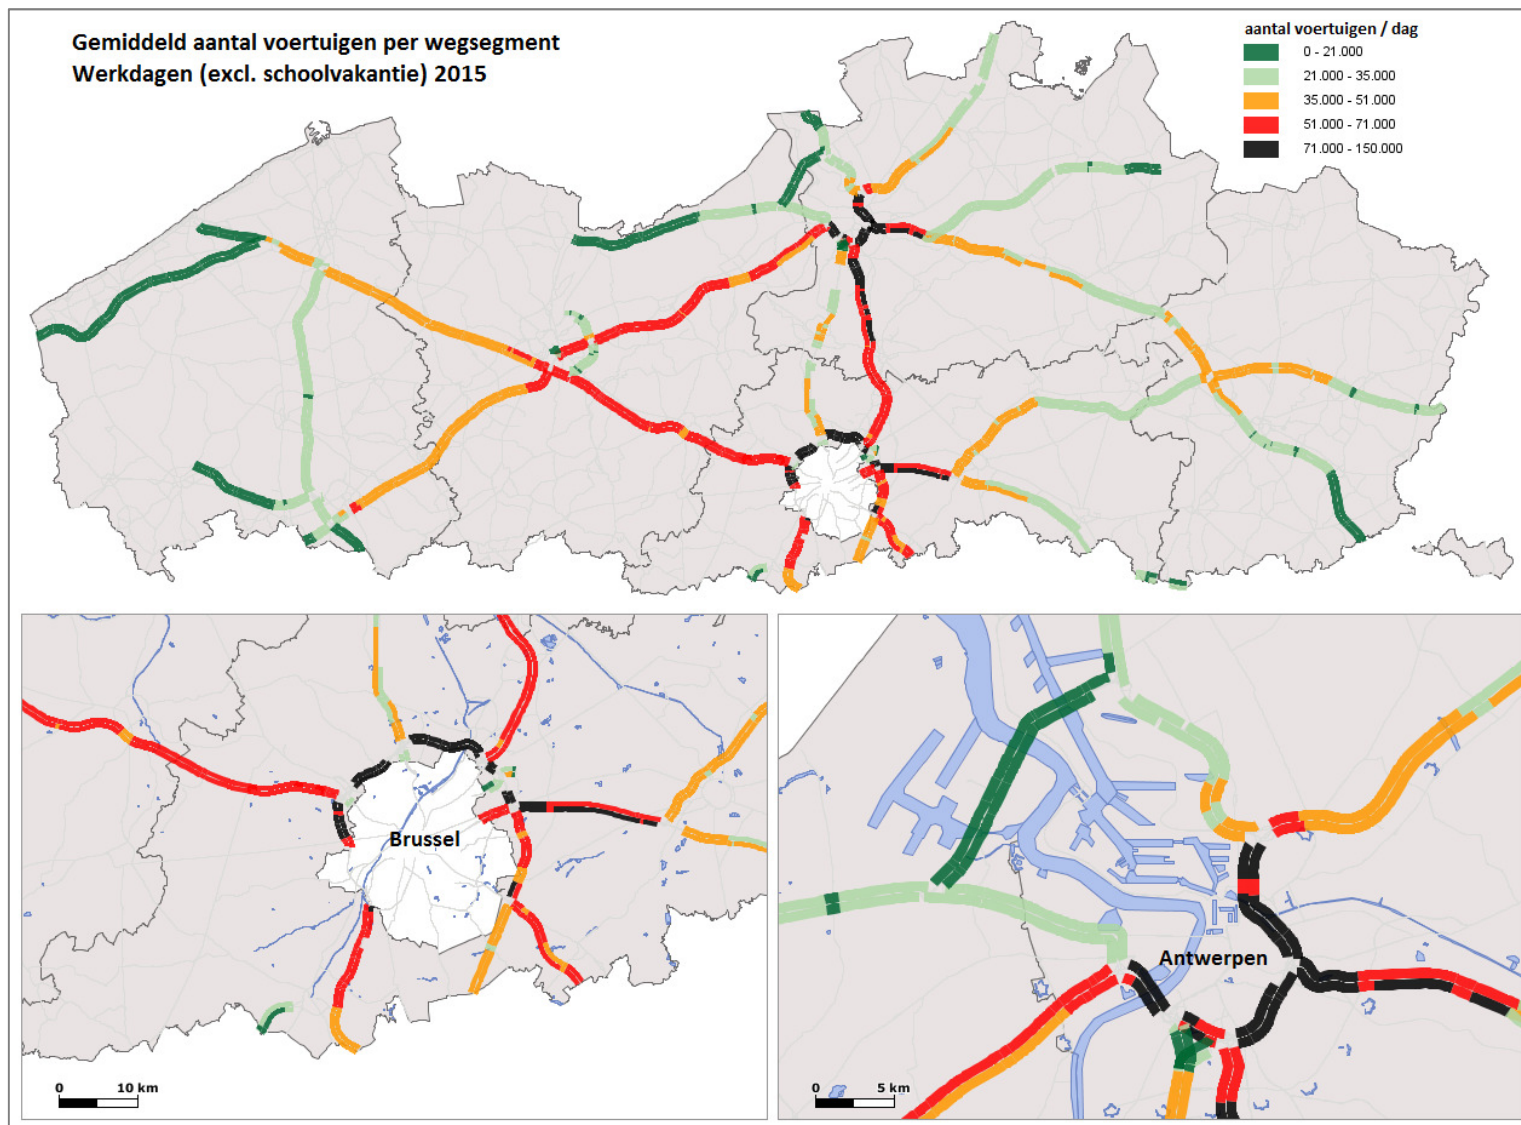 Gemiddeld aantal voertuigen per wegsegment
Werkdagen (excl. schoolvakantie) 2015
aantal voertuigen / dag
0 - 21.000
21.000 - 35.000
35.000 - 51.000
51.000 - 71.000
71.000 - 150.000
Brussel
0 10 km
Antwerpen
0 5 km